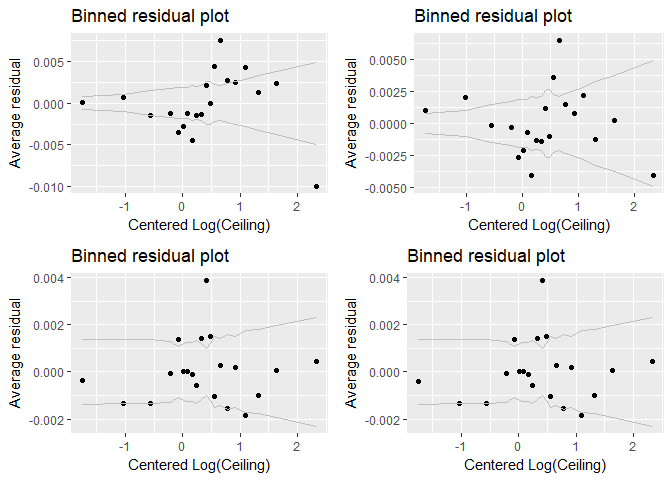 Binned residual plot
Average residual
0.005
0.000
-0.005
-0.010
-1
0
1
2
Centered Log(Ceiling)
Binned residual plot
Average residual
0.0050
0.0025
0.0000
-0.0025
-0.0050
-1
0
1
2
Centered Log(Ceiling)
Binned residual plot
Average residual
0.004
0.002
0.000
-0.002
-1
0
1
2
Centered Log(Ceiling)
Binned residual plot
Average residual
0.004
0.002
0.000
-0.002
-1
0
1
2
Centered Log(Ceiling)